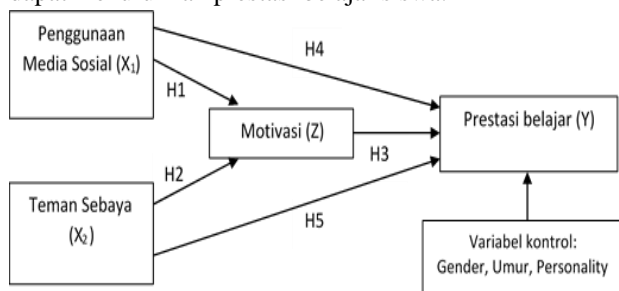 dapat prestasi belajar siswa.
Penggunaan
Media Sosial (X₁)
H4
H1
Motivasi (Z)
Prestasi belajar (Y)
H3
H2
Teman Sebaya
(X₂)
H5
Variabel kontrol:
Gender, Umur, Personality